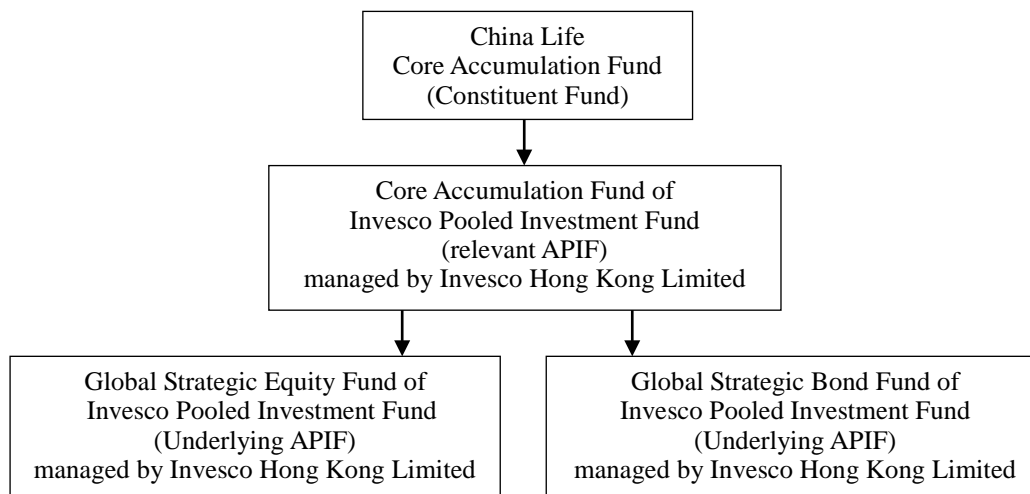 China Life
Core Accumulation Fund
(Constituent Fund)
Core Accumulation Fund of
Invesco Pooled Investment Fund
(relevant APIF)
managed by Invesco Hong Kong Limited
Global Strategic Equity Fund of
Invesco Pooled Investment Fund
(Underlying APIF)
managed by Invesco Hong Kong Limited
Global Strategic Bond Fund of
Invesco Pooled Investment Fund
(Underlying APIF)
managed by Invesco Hong Kong Limited